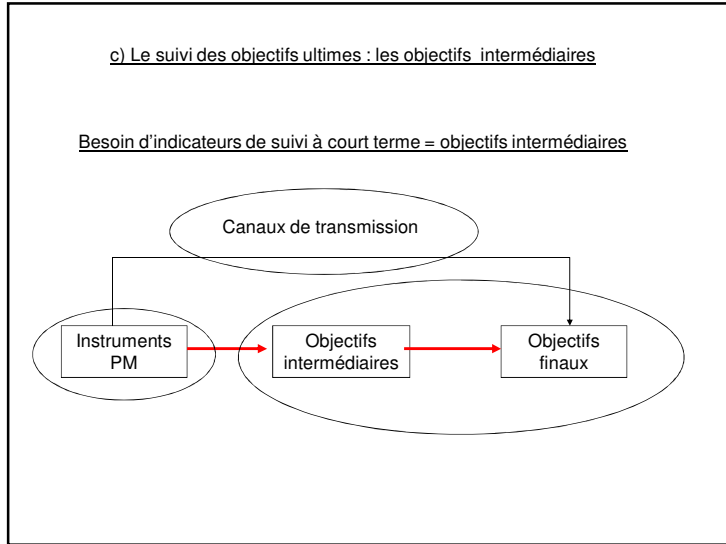 c) Le suivi des objectifs ultimes : les objectifs intermédiaires
Besoin d'indicateurs de suivi à court terme = objectifs intermédiaires
Canaux de transmission
Instruments
PM
Objectifs
intermédiaires
Objectifs
finaux